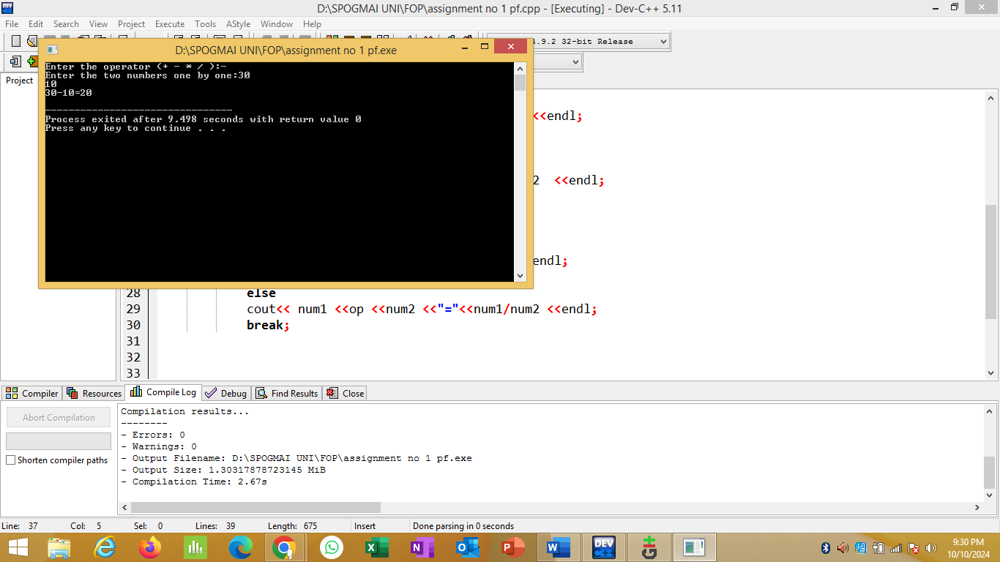 D:\SPOGMAI UNI\FOP\assignment no 1 pf.cpp - [Executing] - Dev-C++ 5.11
File Edit Search View Project Execute Tools AStyle Window Help
4.9.2 32-bit Release
D:\SPOGMAI UNI\FOP\assignment no 1 pf.exe
Project
Enter the operator (+ - * / ):-
Enter the two numbers one by one:30
10
30-10=20
--------------------------------
Process exited after 9.498 seconds with return value 0
Press any key to continue . . .
<<endl;
2 <<endl;
endl;
28 else
29 cout<< num1 <<op <<num2 <<"="<<num1/num2 <<endl;
30 break;
31
32
33
Compiler Resources Compile Log Debug Find Results Close
Abort Compilation
Shorten compiler paths
Compilation results...
--------
- Errors: 0
- Warnings: 0
- Output Filename: D:\SPOGMAI UNI\FOP\assignment no 1 pf.exe
- Output Size: 1.30317878723145 MiB
- Compilation Time: 2.67s
Line: 37 Col: 5 Sel: 0 Lines: 39 Length: 675 Insert Done parsing in 0 seconds
DEV C++
9:30 PM
10/10/2024